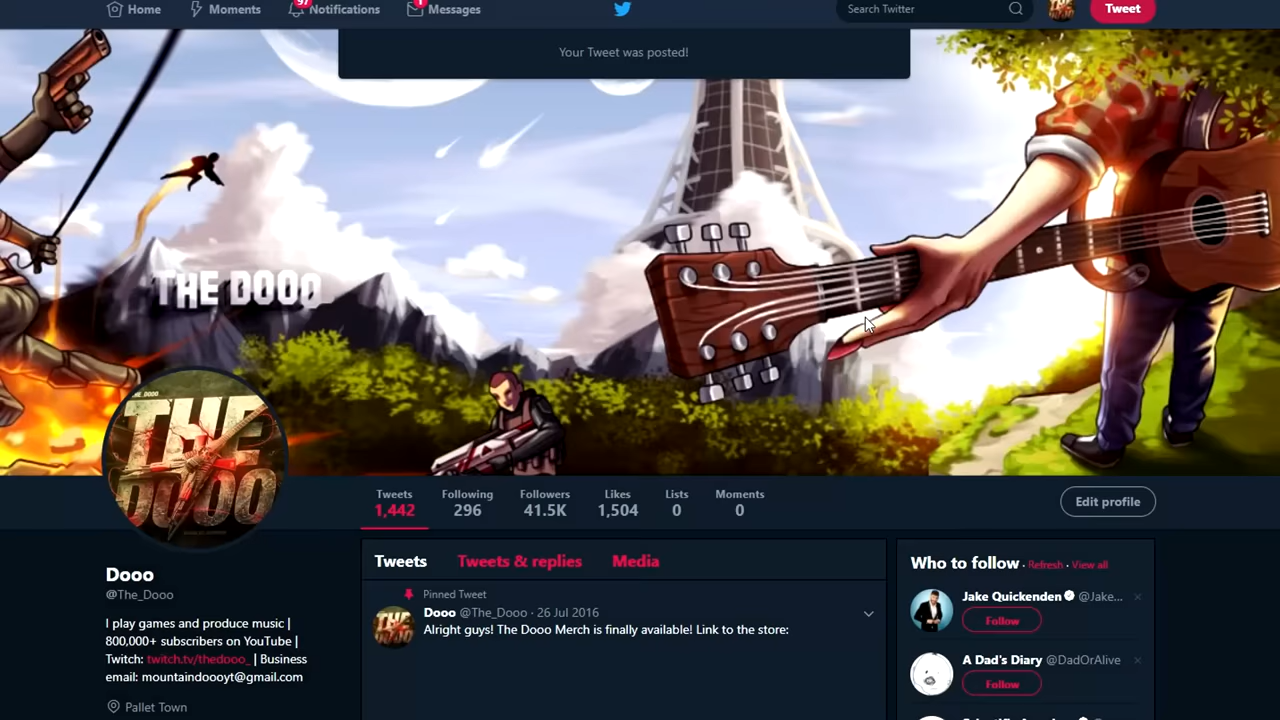 Home
Moments
97
Notifications
1
Messages
Search Twitter
Tweet
Your Tweet was posted!
THE DOOO
THE_DOOO
THE
DOOO
Tweets
1,442
Following
296
Followers
41.5K
Likes
1,504
Lists
0
Moments
0
Edit profile
Dooo
@The_Dooo
I play games and produce music |
800,000+ subscribers on YouTube |
Twitch: twitch.tv/thedooo_ | Business
email: mountaindoooyt@gmail.com
Pallet Town
Tweets
Tweets & replies
Media
Pinned Tweet
Dooo @The_Dooo · 26 Jul 2016
Alright guys! The Dooo Merch is finally available! Link to the store:
Who to follow · Refresh · View all
Jake Quickenden @Jake...
Follow
A Dad's Diary @DadOrAlive
Follow